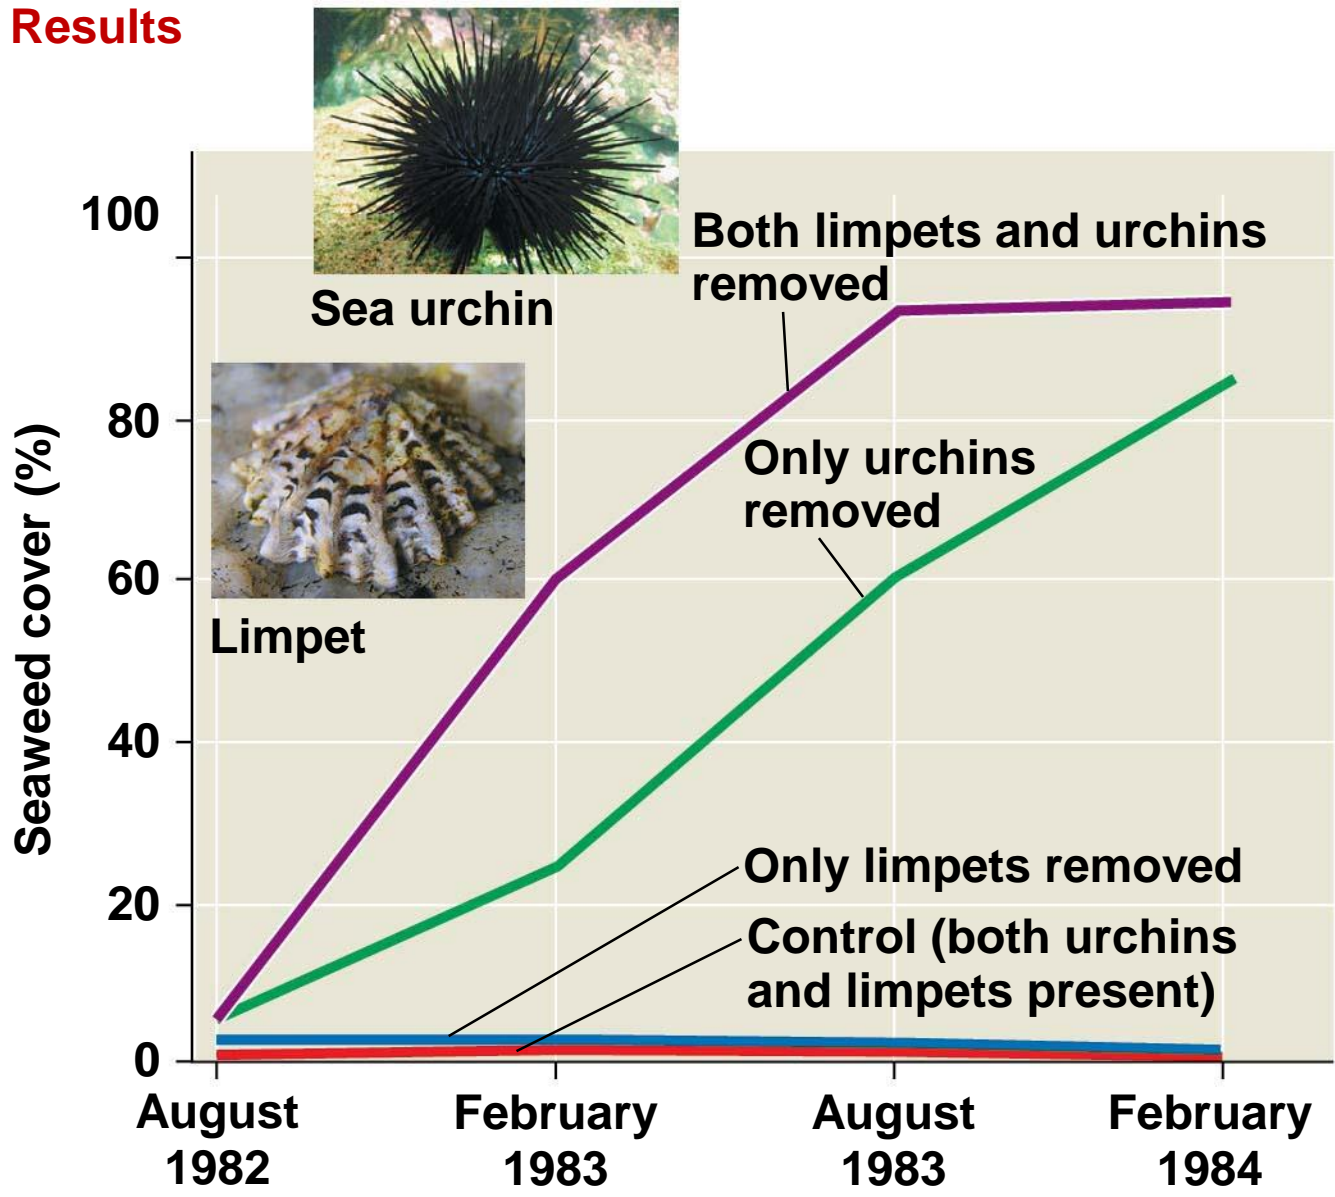 Results
100
80
60
40
20
0
Seaweed cover (%)
Sea urchin
Limpet
Both limpets and urchins
removed
Only urchins
removed
Only limpets removed
Control (both urchins
and limpets present)
August
1982
February
1983
August
1983
February
1984